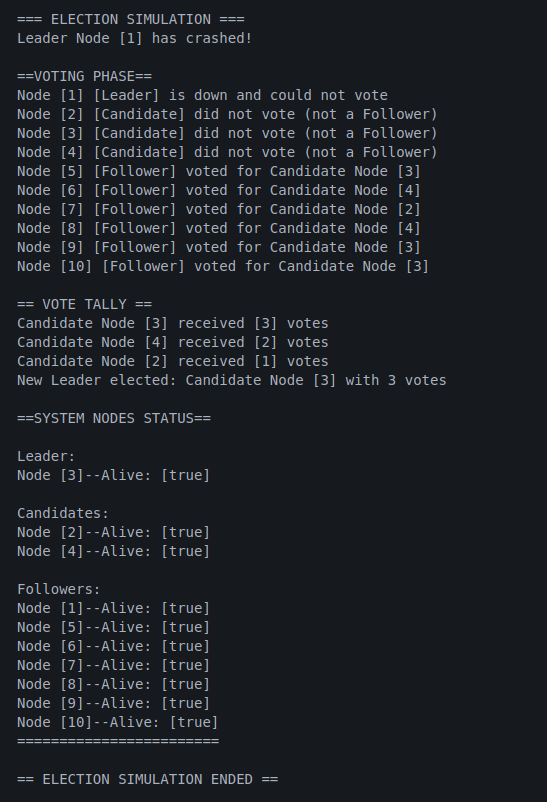 === ELECTION SIMULATION ===
Leader Node [1] has crashed!
==VOTING PHASE==
Node [1] [Leader] is down and could not vote
Node [2] [Candidate] did not vote (not a Follower)
Node [3] [Candidate] did not vote (not a Follower)
Node [4] [Candidate] did not vote (not a Follower)
Node [5] [Follower] voted for Candidate Node [3]
Node [6] [Follower] voted for Candidate Node [4]
Node [7] [Follower] voted for Candidate Node [2]
Node [8] [Follower] voted for Candidate Node [4]
Node [9] [Follower] voted for Candidate Node [3]
Node [10] [Follower] voted for Candidate Node [3]
== VOTE TALLY ==
Candidate Node [3] received [3] votes
Candidate Node [4] received [2] votes
Candidate Node [2] received [1] votes
New Leader elected: Candidate Node [3] with 3 votes
==SYSTEM NODES STATUS==
Leader:
Node [3]--Alive: [true]
Candidates:
Node [2]--Alive: [true]
Node [4]--Alive: [true]
Followers:
Node [1]--Alive: [true]
Node [5]--Alive: [true]
Node [6]--Alive: [true]
Node [7]--Alive: [true]
Node [8]--Alive: [true]
Node [9]--Alive: [true]
Node [10]--Alive: [true]
========================
== ELECTION SIMULATION ENDED ==